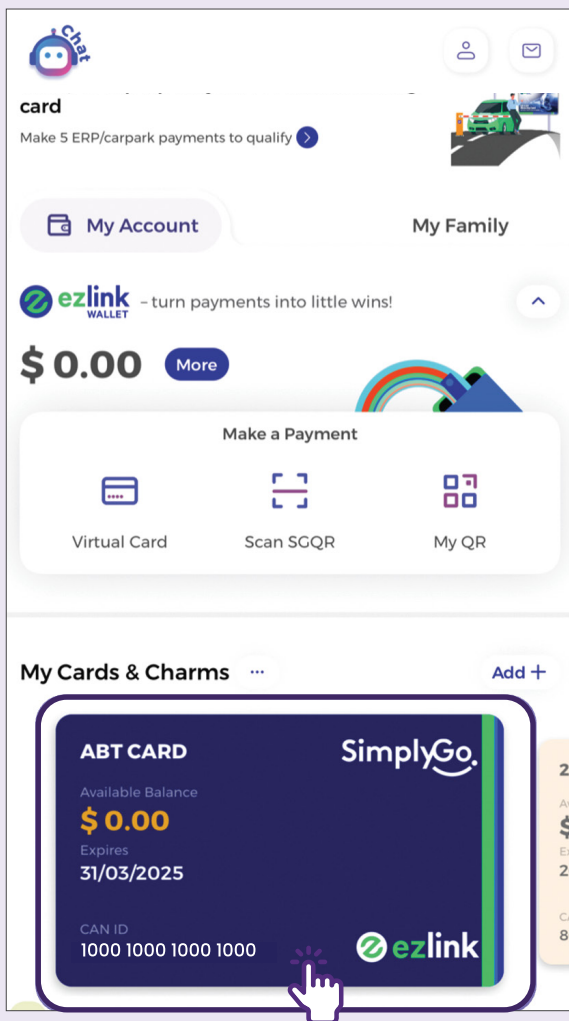 Chat
card
Make 5 ERP/carpark payments to qualify
My Account
My Family
ezlink
WALLET
– turn payments into little wins!
$ 0.00
More
Make a Payment
Virtual Card
Scan SGQR
My QR
My Cards & Charms ...
Add +
ABT CARD
SimplyGo.
Available Balance
$ 0.00
Expires
31/03/2025
CAN ID
1000 1000 1000 1000
ezlink